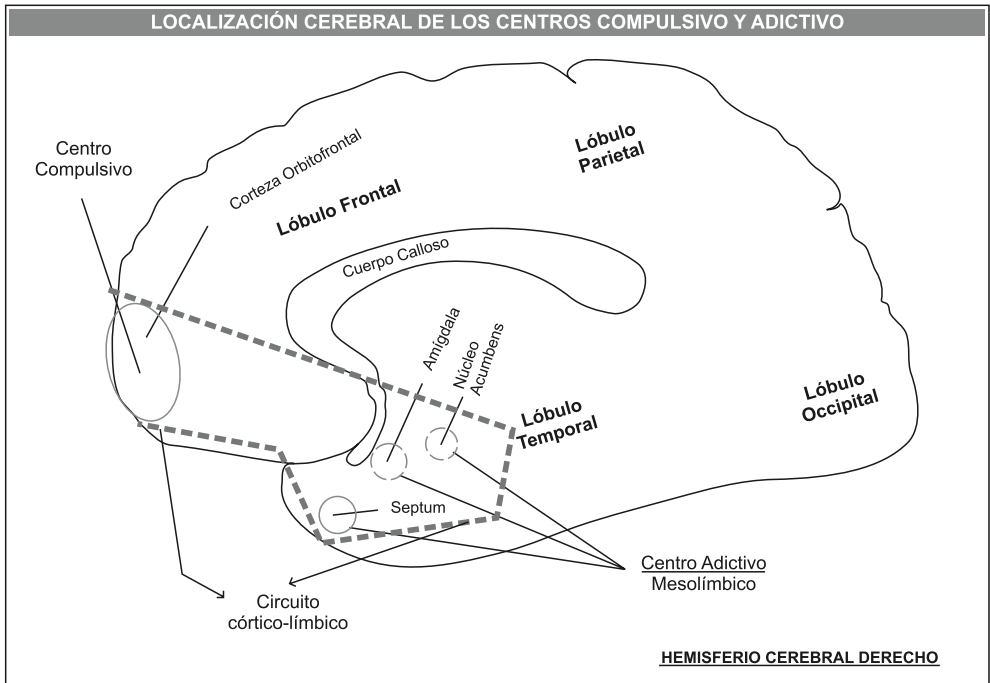 LOCALIZACIÓN CEREBRAL DE LOS CENTROS COMPULSIVO Y ADICTIVO
Centro
Compulsivo
Corteza Orbitofrontal
Lóbulo Frontal
Lóbulo
Parietal
Cuerpo Calloso
Amígdala
Núcleo
Acumbens
Lóbulo
Temporal
Lóbulo
Occipital
Septum
Centro Adictivo
Mesolímbico
Circuito
córtico-límbico
HEMISFERIO CEREBRAL DERECHO